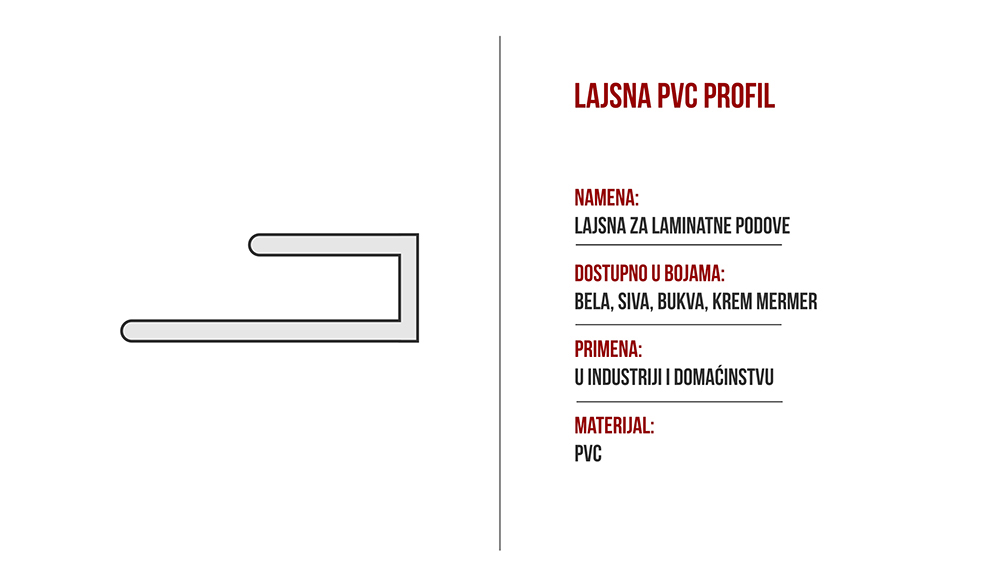 LAJSNA PVC PROFIL
NAMENA:
LAJSNA ZA LAMINATNE PODOVE
DOSTUPNO U BOJAMA:
BELA, SIVA, BUKVA, KREM MERMER
PRIMENA:
U INDUSTRIJI I DOMAĆINSTVU
MATERIJAL:
PVC